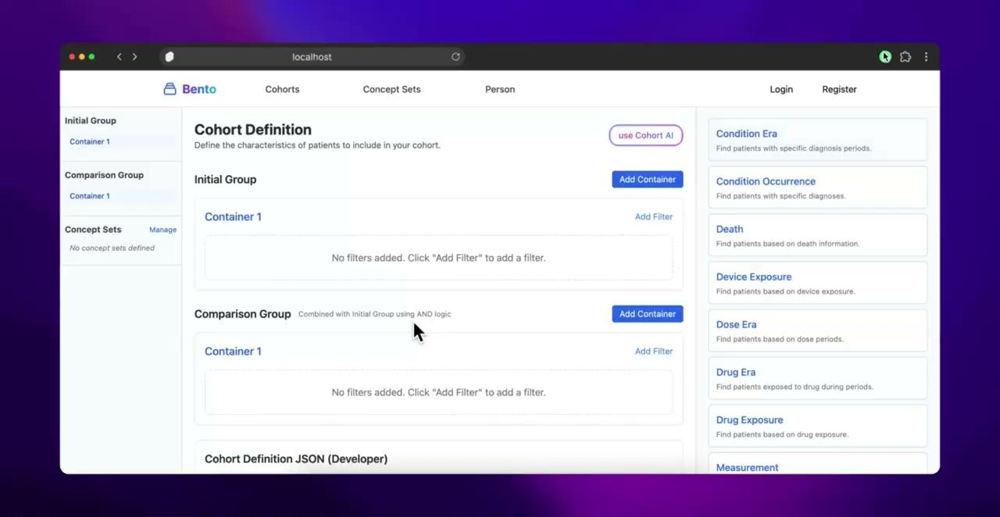 localhost
Bento
Cohorts
Concept Sets
Person
Login
Register
Initial Group
Container 1
Comparison Group
Container 1
Concept Sets
Manage
No concept sets defined
Cohort Definition
Define the characteristics of patients to include in your cohort.
use Cohort AI
Initial Group
Add Container
Container 1
Add Filter
No filters added. Click "Add Filter" to add a filter.
Comparison Group
Combined with Initial Group using AND logic
Add Container
Container 1
Add Filter
No filters added. Click "Add Filter" to add a filter.
Cohort Definition JSON (Developer)
Condition Era
Find patients with specific diagnosis periods.
Condition Occurrence
Find patients with specific diagnoses.
Death
Find patients based on death information.
Device Exposure
Find patients based on device exposure.
Dose Era
Find patients based on dose periods.
Drug Era
Find patients exposed to drug during periods.
Drug Exposure
Find patients based on drug exposure.
Measurement